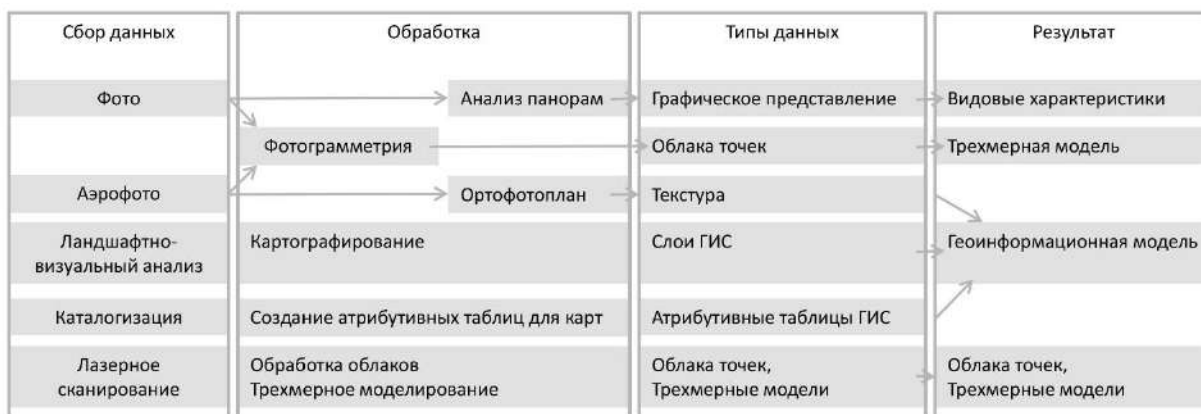 Сбор данных
Обработка
Типы данных
Результат
Фото
Анализ панорам
Графическое представление
Видовые характеристики
Фотограмметрия
Облака точек
Трехмерная модель
Аэрофото
Ортофотоплан
Текстура
Ландшафтно-
визуальный анализ
Картографирование
Слои ГИС
Геоинформационная модель
Каталогизация
Создание атрибутивных таблиц для карт
Атрибутивные таблицы ГИС
Лазерное
сканирование
Обработка облаков
Трехмерное моделирование
Облака точек,
Трехмерные модели
Облака точек,
Трехмерные модели